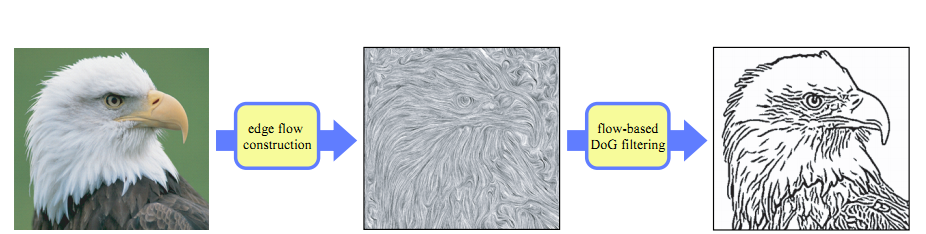 edge flow
construction
flow-based
DoG filtering